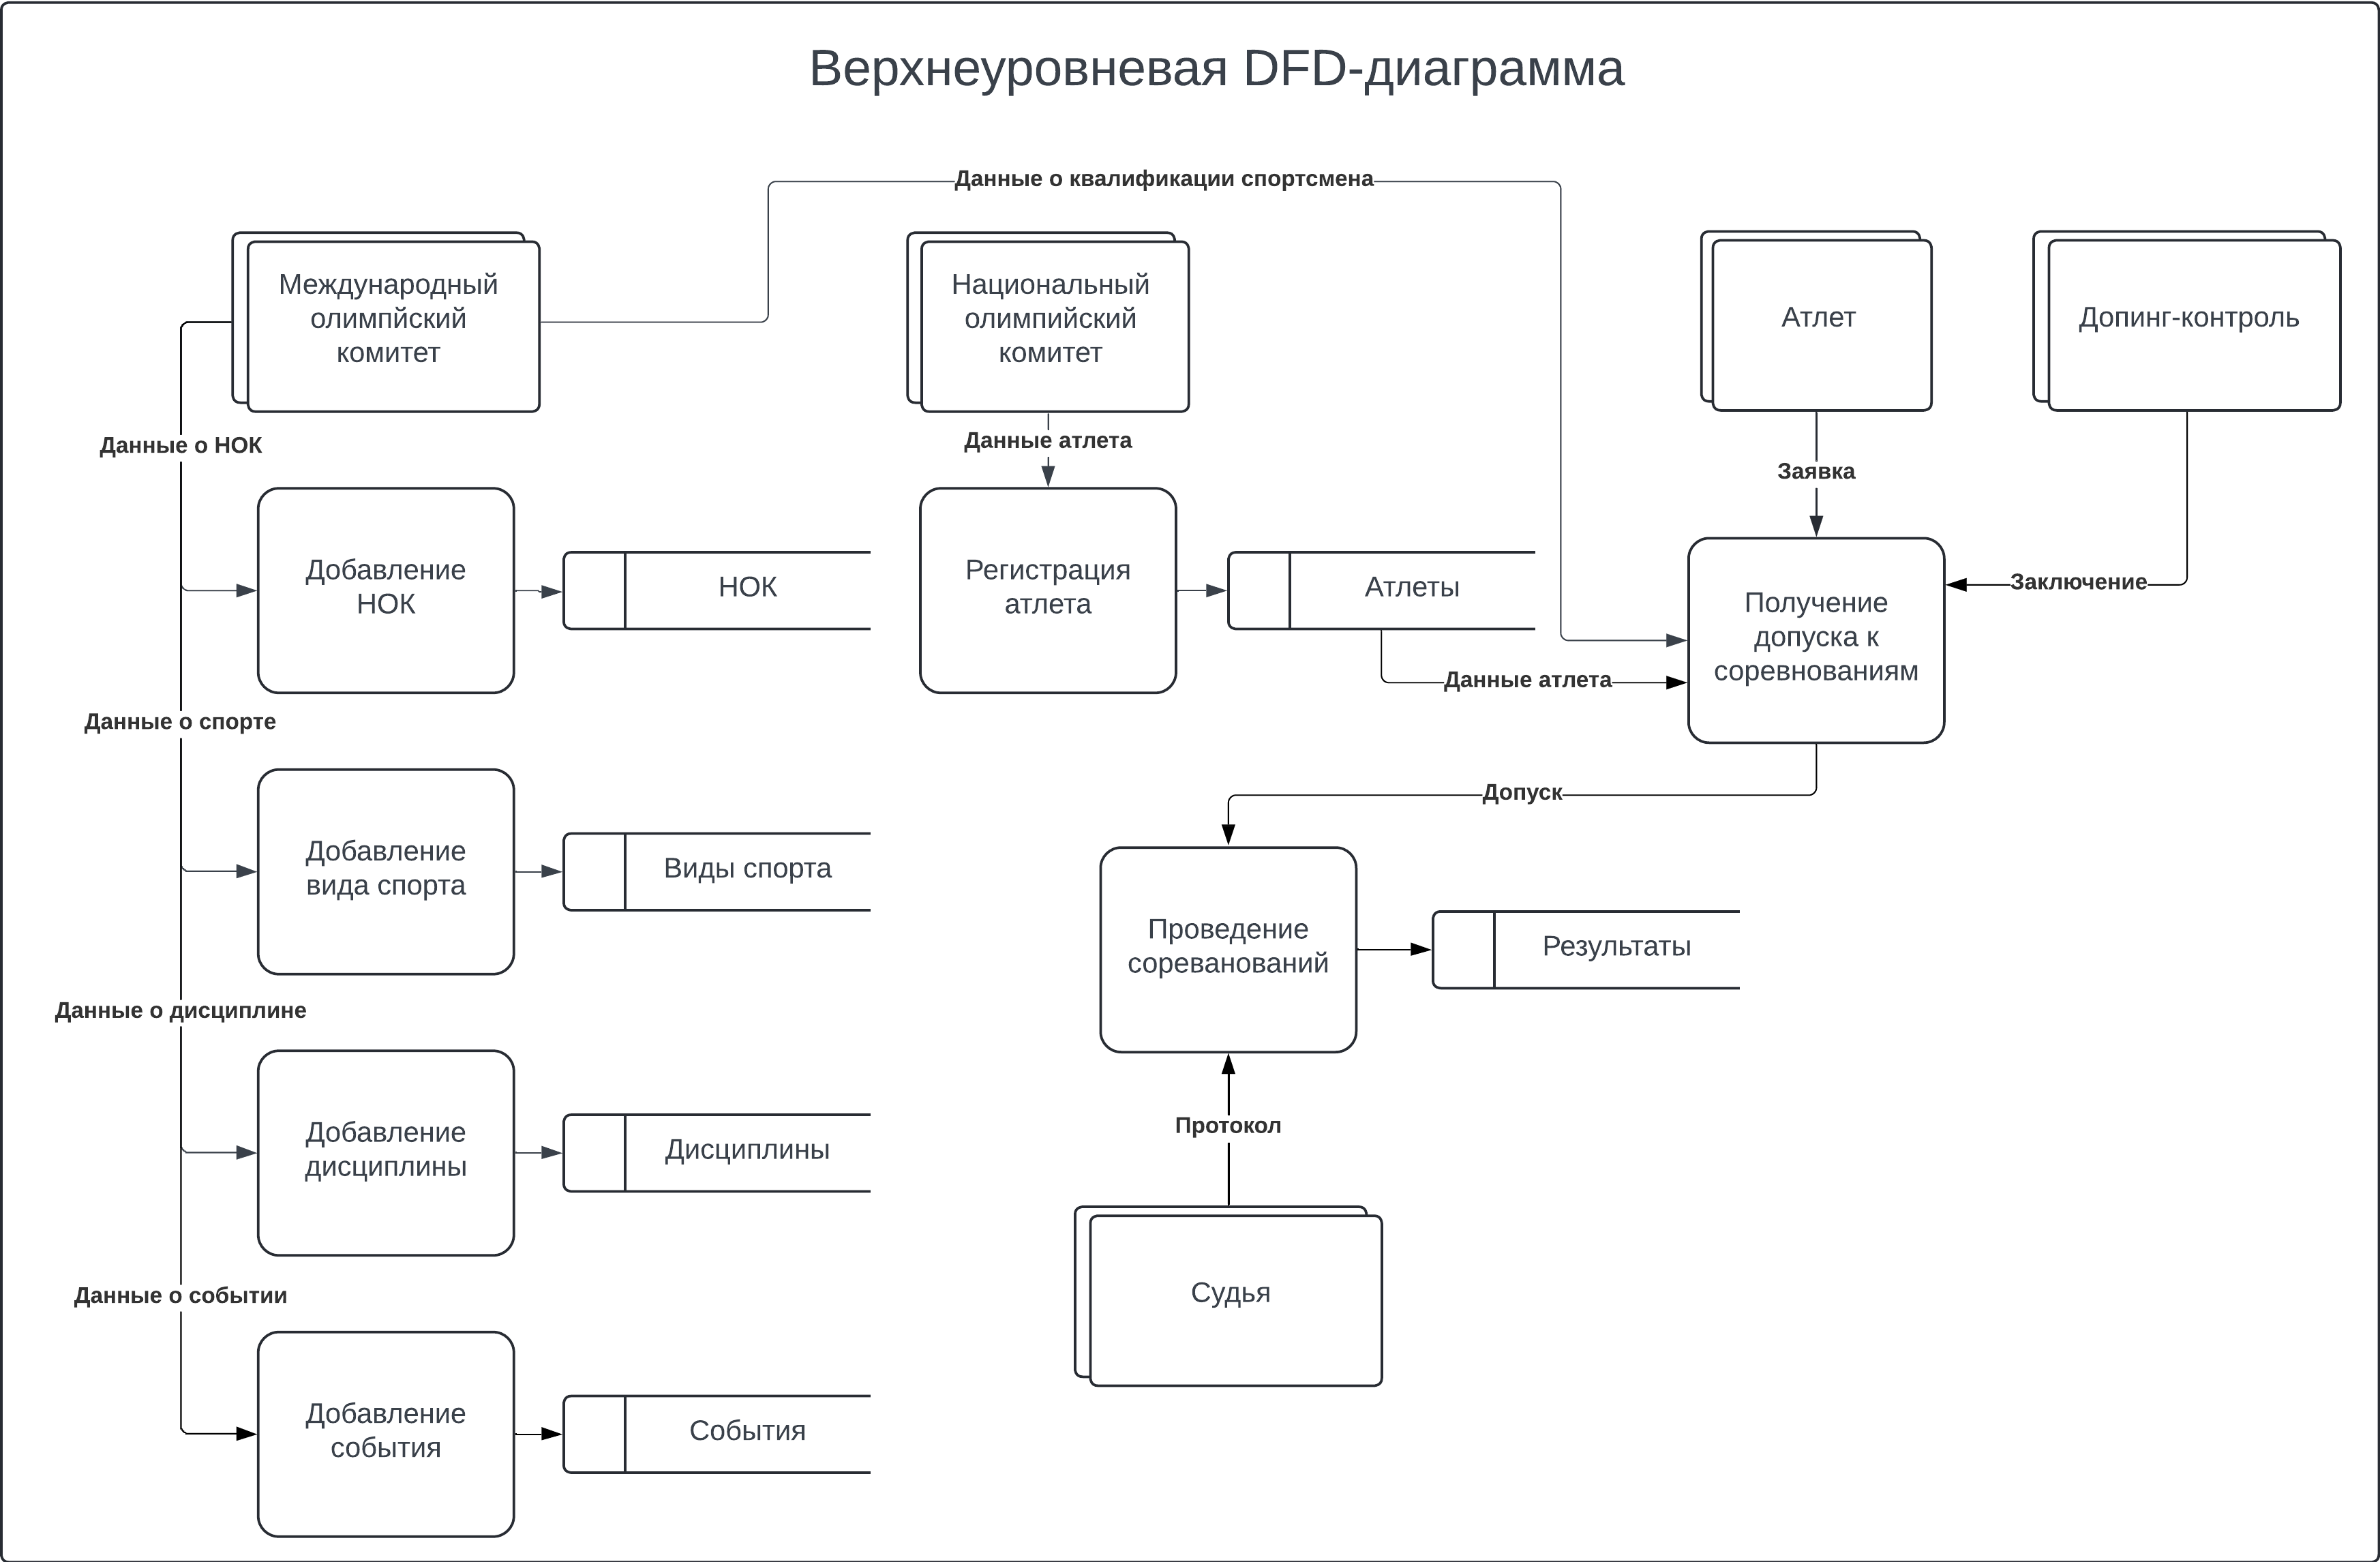 Верхнеуровневая DFD-диаграмма
Данные о квалификации спортсмена
Международный
олимпйский
комитет
Национальный
олимпийский
комитет
Атлет
Допинг-контроль
Данные о НОК
Данные атлета
Заявка
Добавление
НОК
НОК
Регистрация
атлета
Атлеты
Заключение
Получение
допуска к
соревнованиям
Данные атлета
Данные о спорте
Допуск
Добавление
вида спорта
Виды спорта
Проведение
сореванований
Результаты
Данные о дисциплине
Добавление
дисциплины
Дисциплины
Протокол
Данные о событии
Судья
Добавление
события
События